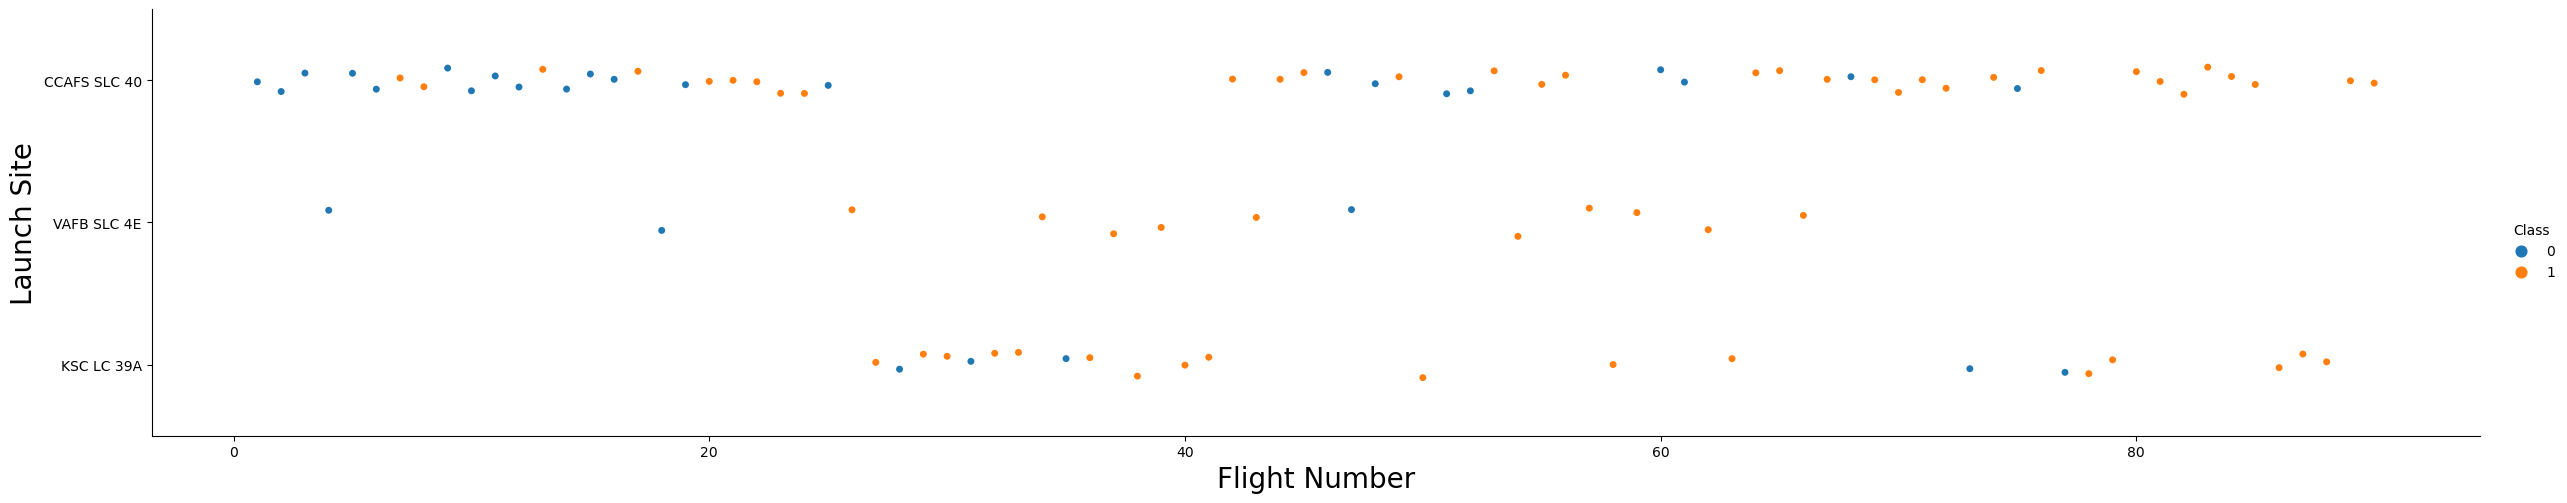 CCAFS SLC 40
VAFB SLC 4E
KSC LC 39A
Launch Site
0
20
40
60
80
Flight Number
Class
0
1